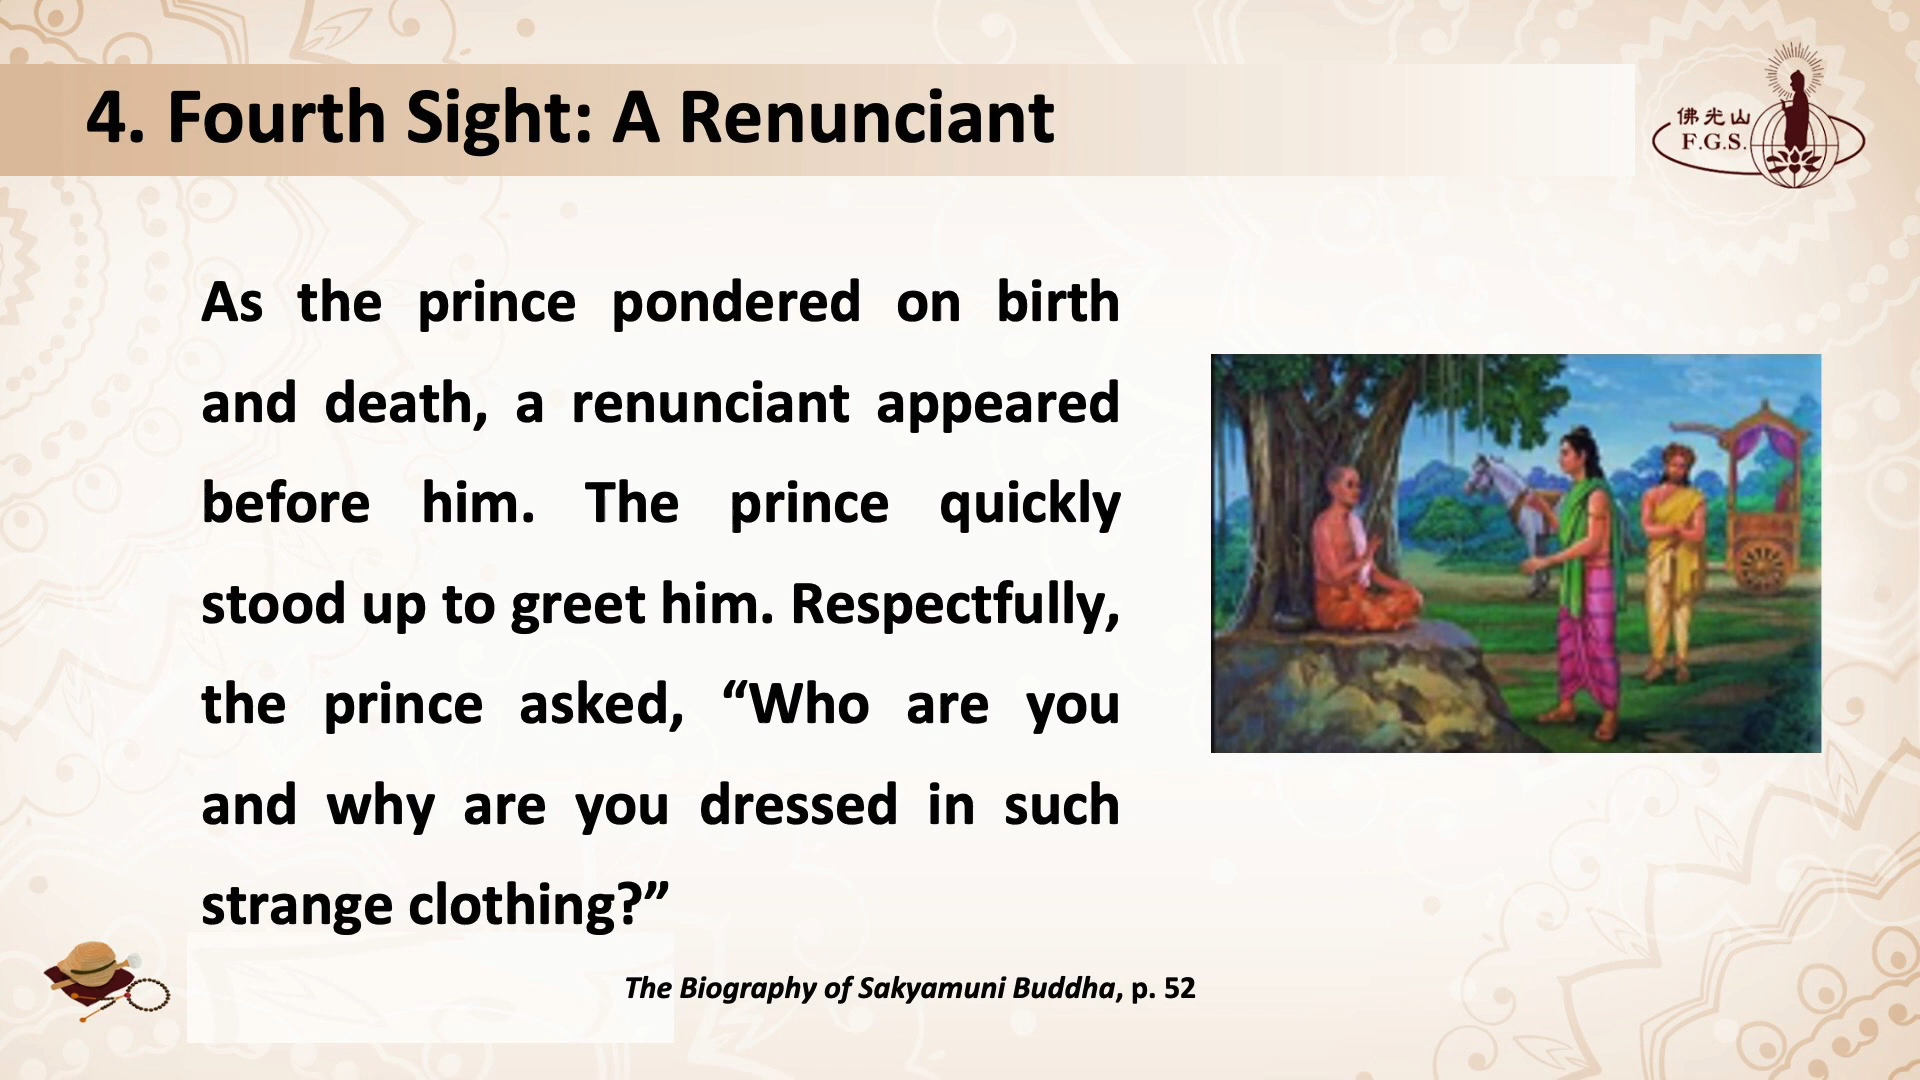 4. Fourth Sight: A Renunciant
佛光山
F.G.S.
As the prince pondered on birth
and death, a renunciant appeared
before him. The prince quickly
stood up to greet him. Respectfully,
the prince asked, “Who are you
and why are you dressed in such
strange clothing?”
The Biography of Sakyamuni Buddha, p. 52